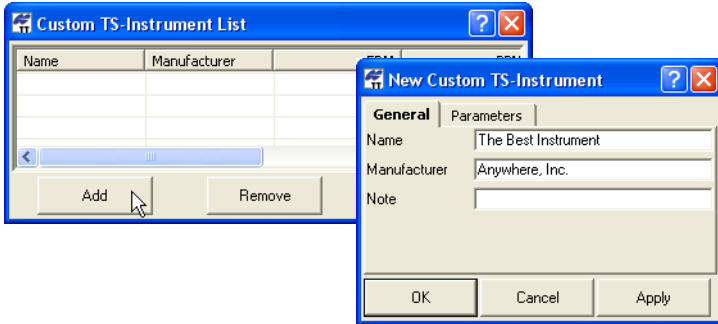 Custom TS-Instrument List
Name Manufacturer
Add Remove
New Custom TS-Instrument
General Parameters
Name The Best Instrument
Manufacturer Anywhere, Inc.
Note
OK Cancel Apply